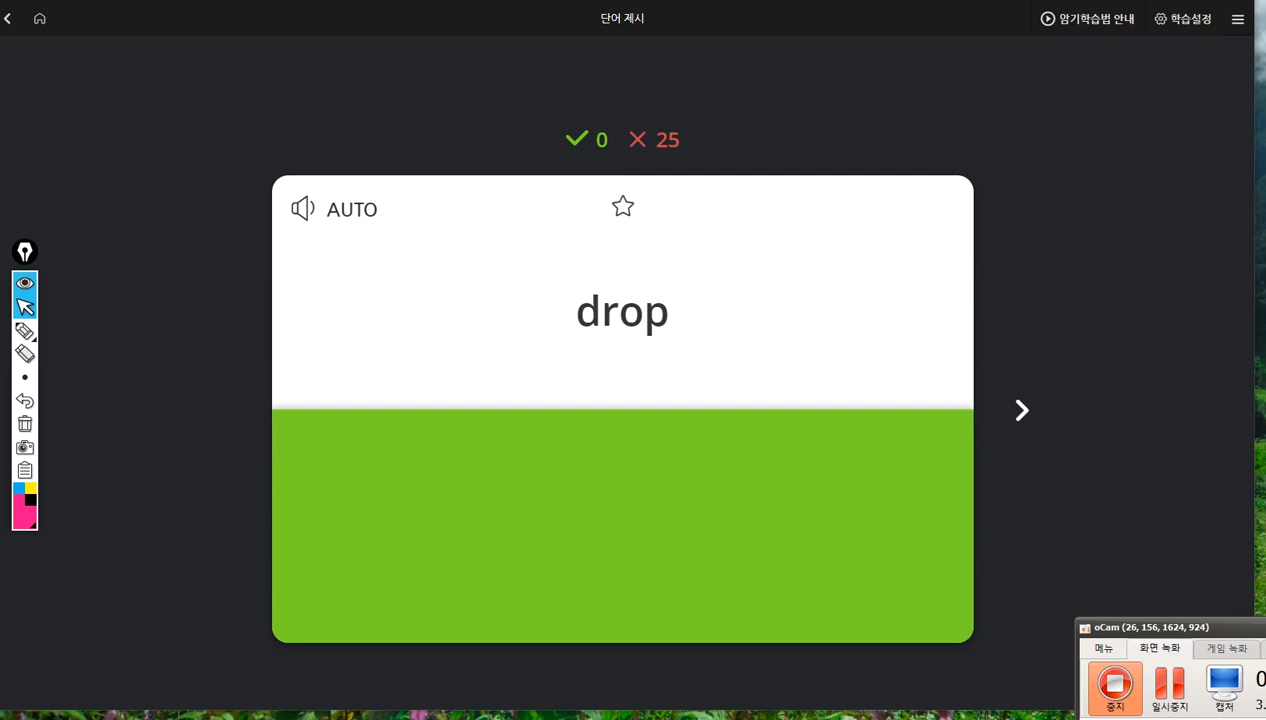 단어 제시
암기학습법 안내
학습설정
0 25
AUTO
drop
oCam (26, 156, 1624, 924)
메뉴 화면 녹화 게임 녹화
중지 일시중지 캡처